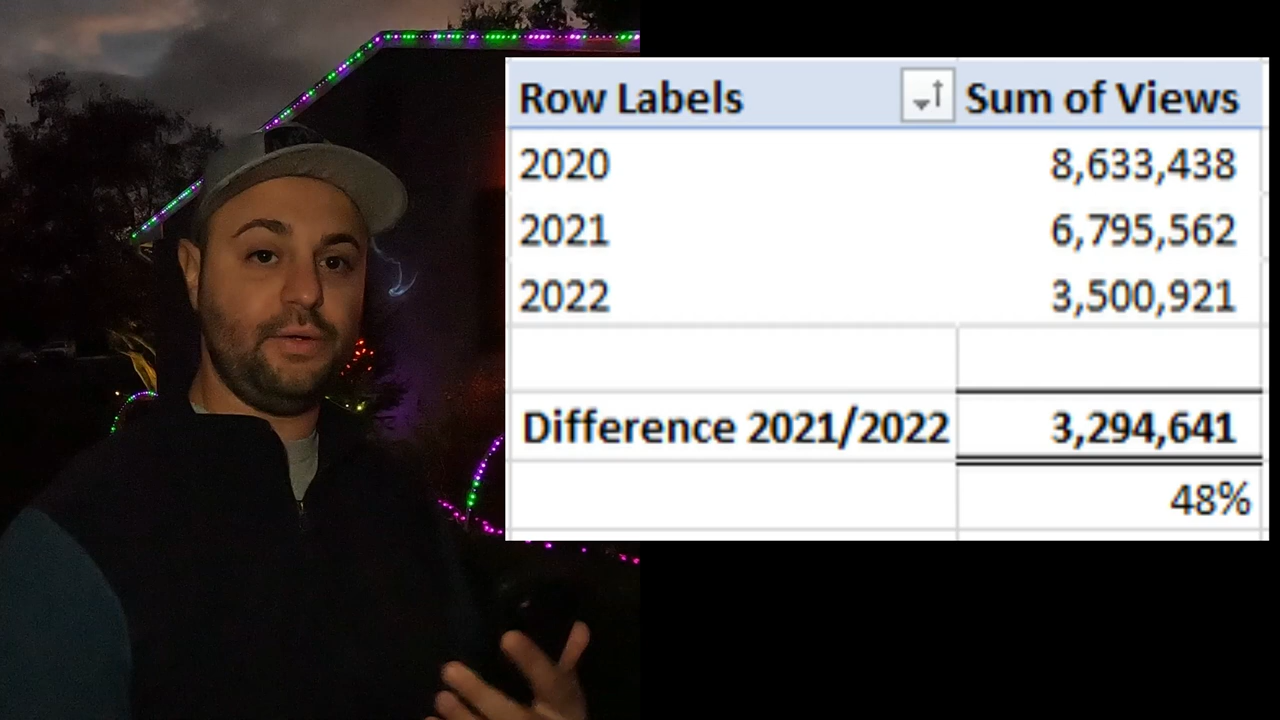 Row Labels Sum of Views
2020 8,633,438
2021 6,795,562
2022 3,500,921
Difference 2021/2022 3,294,641
48%